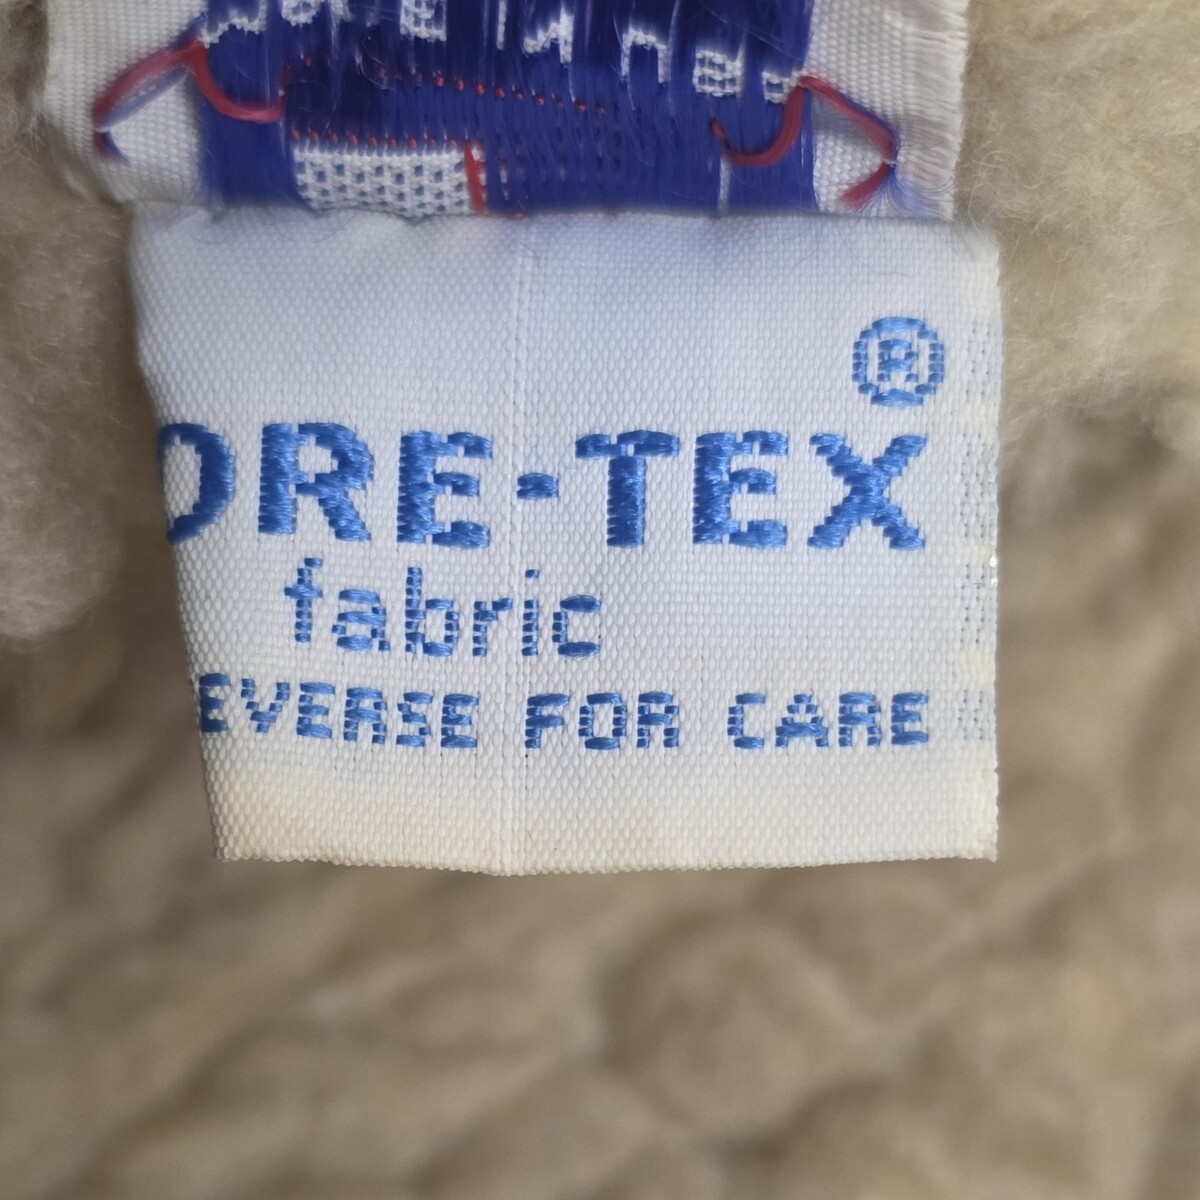 ®
ORE-TEX
fabric
EVERSE FOR CARE